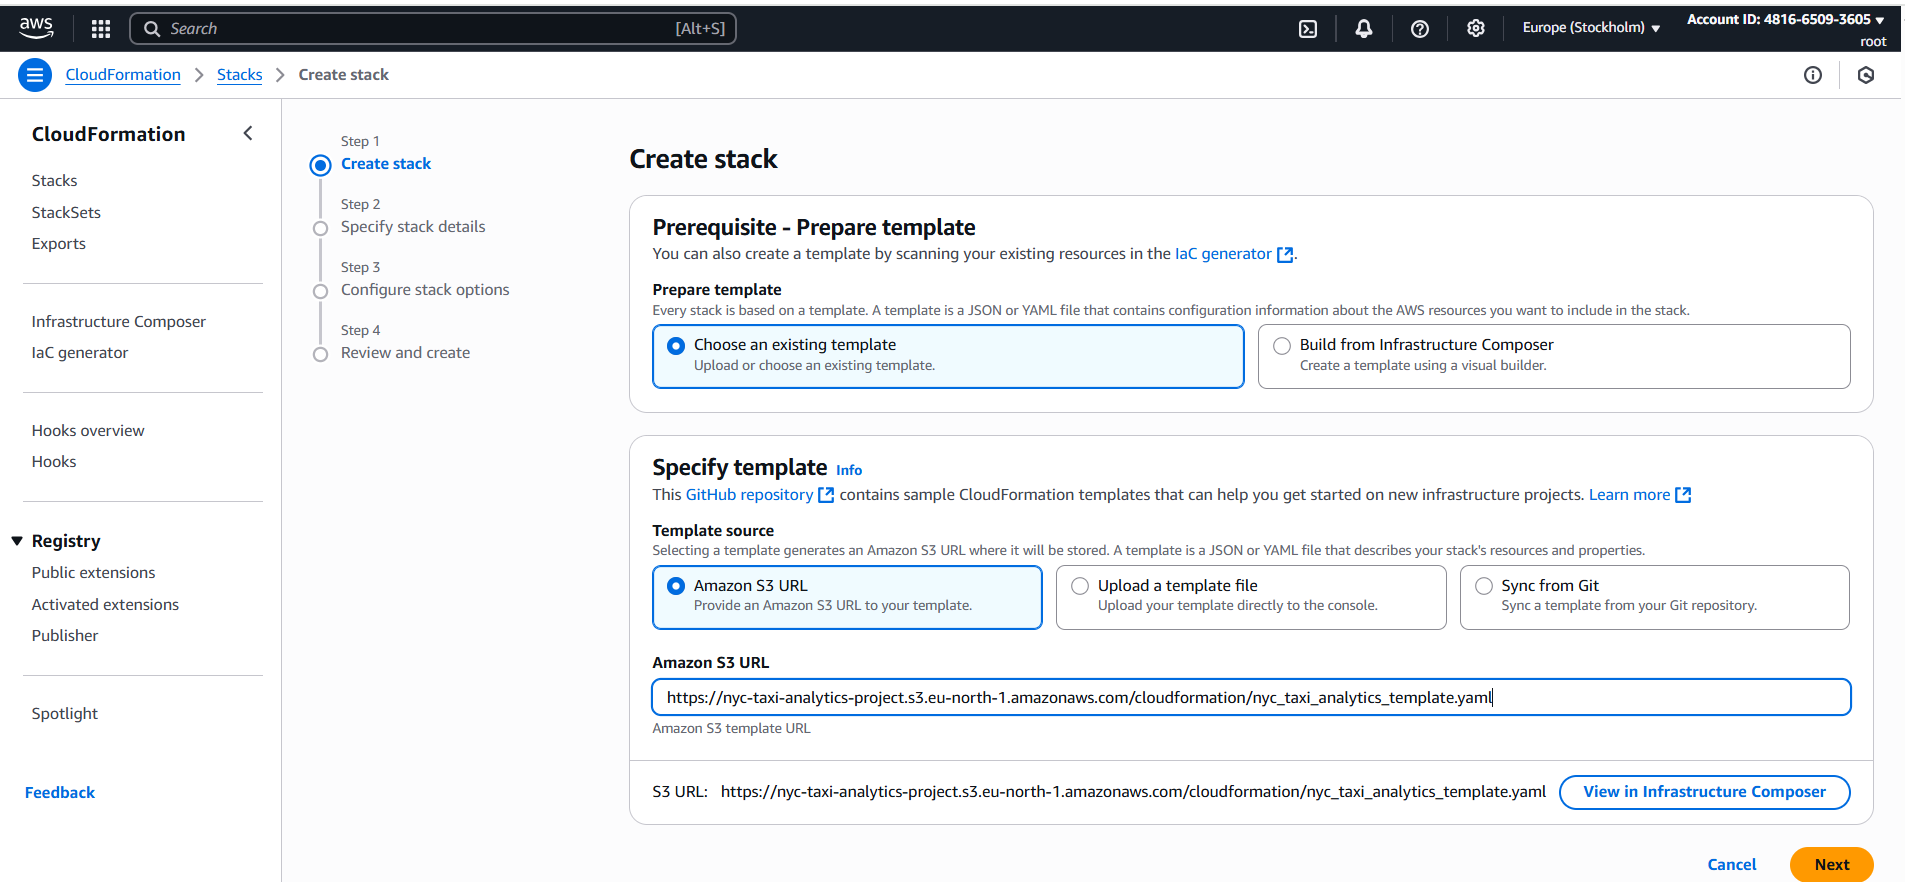 aws
Search
[Alt+S]
Europe (Stockholm)
Account ID: 4816-6509-3605
root
CloudFormation
Stacks
Create stack
CloudFormation
Stacks
StackSets
Exports
Infrastructure Composer
IaC generator
Hooks overview
Hooks
Registry
Public extensions
Activated extensions
Publisher
Spotlight
Feedback
Step 1
Create stack
Step 2
Specify stack details
Step 3
Configure stack options
Step 4
Review and create
Create stack
Prerequisite - Prepare template
You can also create a template by scanning your existing resources in the IaC generator.
Prepare template
Every stack is based on a template. A template is a JSON or YAML file that contains configuration information about the AWS resources you want to include in the stack.
Choose an existing template
Upload or choose an existing template.
Build from Infrastructure Composer
Create a template using a visual builder.
Specify template Info
This GitHub repository contains sample CloudFormation templates that can help you get started on new infrastructure projects. Learn more
Template source
Selecting a template generates an Amazon S3 URL where it will be stored. A template is a JSON or YAML file that describes your stack's resources and properties.
Amazon S3 URL
Provide an Amazon S3 URL to your template.
Upload a template file
Upload your template directly to the console.
Sync from Git
Sync a template from your Git repository.
Amazon S3 URL
https://nyc-taxi-analytics-project.s3.eu-north-1.amazonaws.com/cloudformation/nyc_taxi_analytics_template.yaml
Amazon S3 template URL
S3 URL: https://nyc-taxi-analytics-project.s3.eu-north-1.amazonaws.com/cloudformation/nyc_taxi_analytics_template.yaml
View in Infrastructure Composer
Cancel
Next